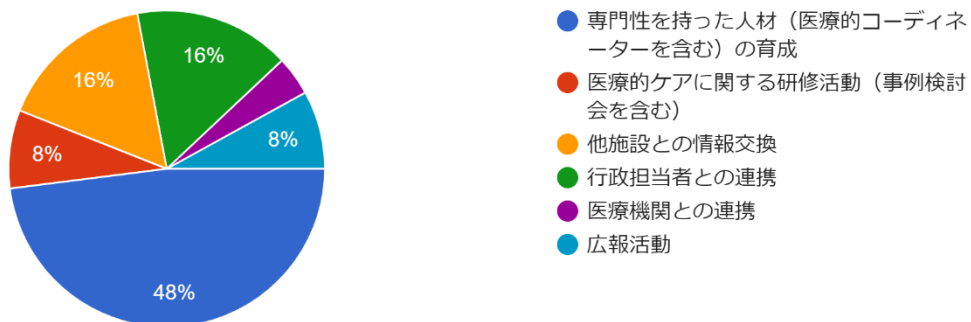 16%
16%
8%
8%
48%
専門性を持った人材（医療的コーディネ
ーターを含む）の育成
医療的ケアに関する研修活動（事例検討
会を含む）
他施設との情報交換
行政担当者との連携
医療機関との連携
広報活動